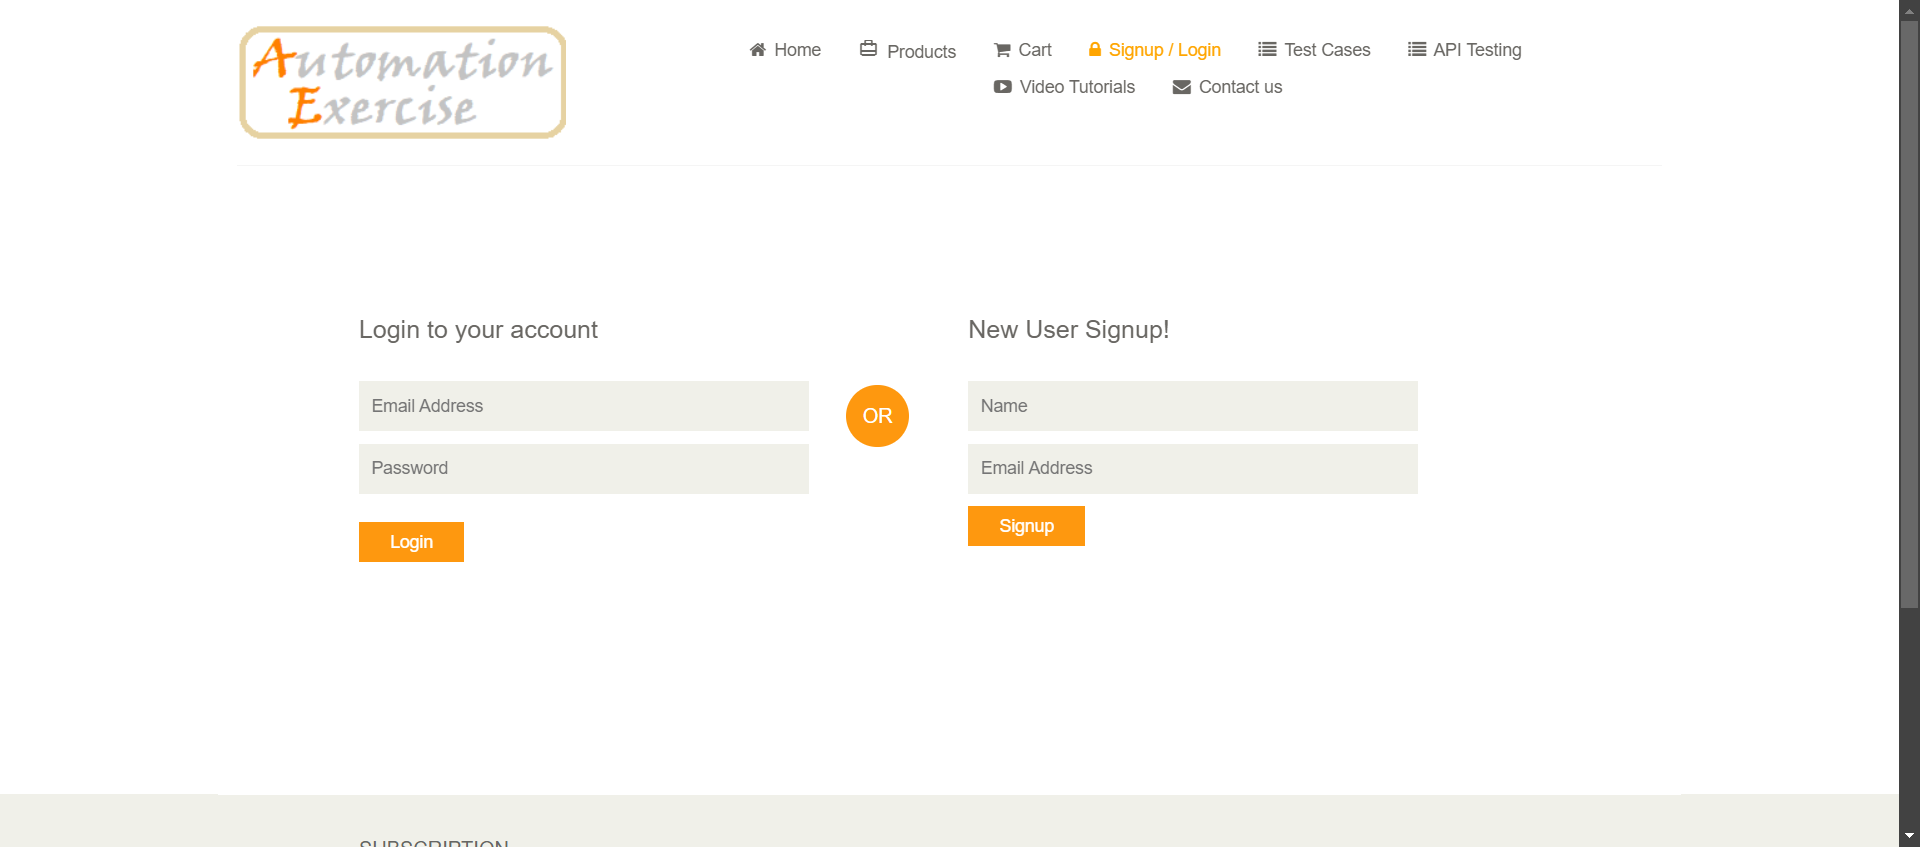 Automation
Exercise
Home Products Cart Signup / Login Test Cases API Testing
Video Tutorials Contact us
Login to your account
Email Address
Password
Login
OR
New User Signup!
Name
Email Address
Signup
SUBSCRIPTION